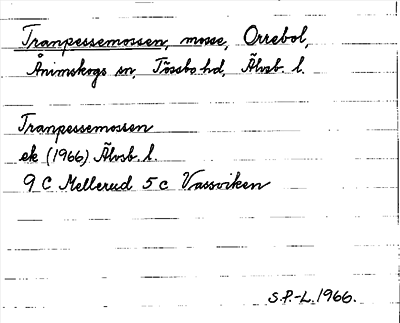 Tranpessemossen, mosse, Orrebol,
Ånimskogs sn, Tössbo hd, Älvsb. l.
Tranpessemossen
ek (1966) Älvsb. l.
9 C Mellerud 5 c Vassviken
S.P.-L. 1966.